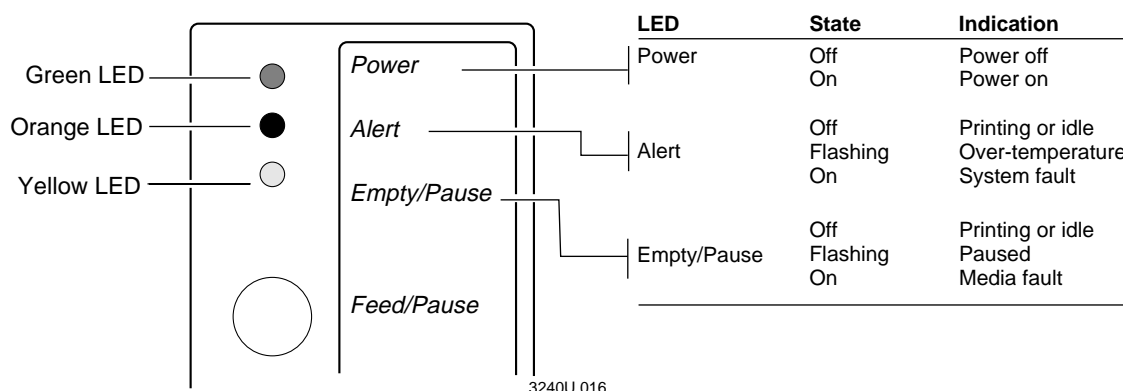 Green LED
Orange LED
Yellow LED
Power
Alert
Empty/Pause
Feed/Pause
3240U.016
LED State Indication
Power Off Power off
On Power on
Off Printing or idle
Alert Flashing Over-temperature
On System fault
Off Printing or idle
Empty/Pause Flashing Paused
On Media fault